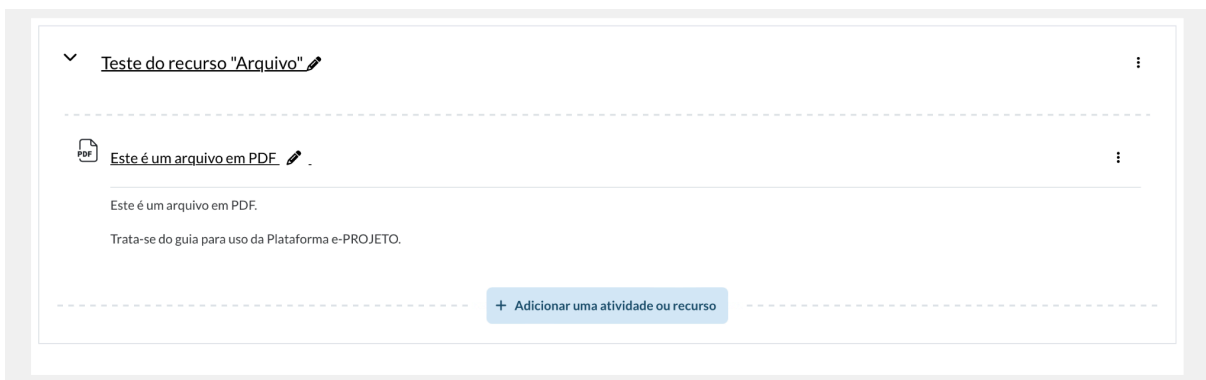 Teste do recurso "Arquivo"
PDF
Este é um arquivo em PDF
Este é um arquivo em PDF.
Trata-se do guia para uso da Plataforma e-PROJETO.
+ Adicionar uma atividade ou recurso